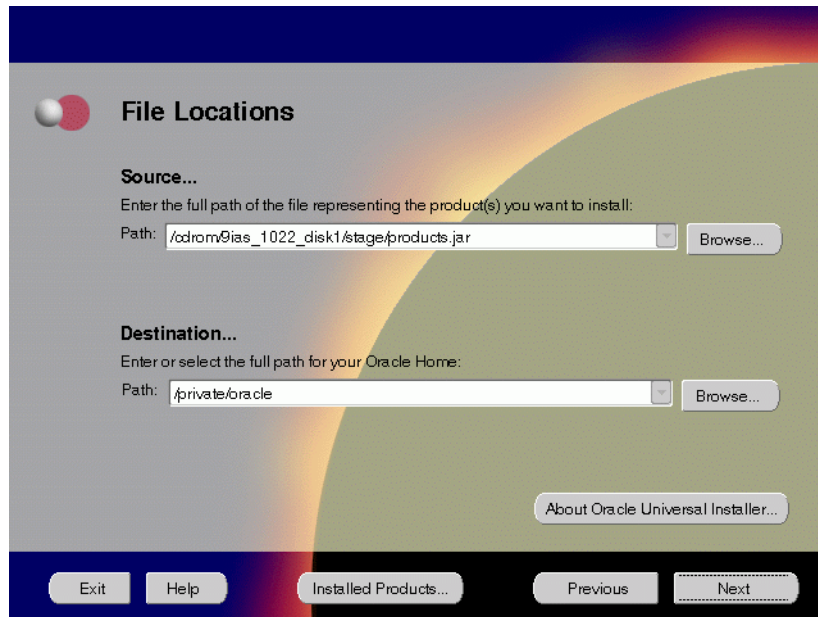 File Locations
Source...
Enter the full path of the file representing the product(s) you want to install:
Path: /cdrom/9ias_1022_disk1/stage/products.jar Browse...
Destination...
Enter or select the full path for your Oracle Home:
Path: /private/oracle Browse...
About Oracle Universal Installer...
Exit Help Installed Products... Previous Next